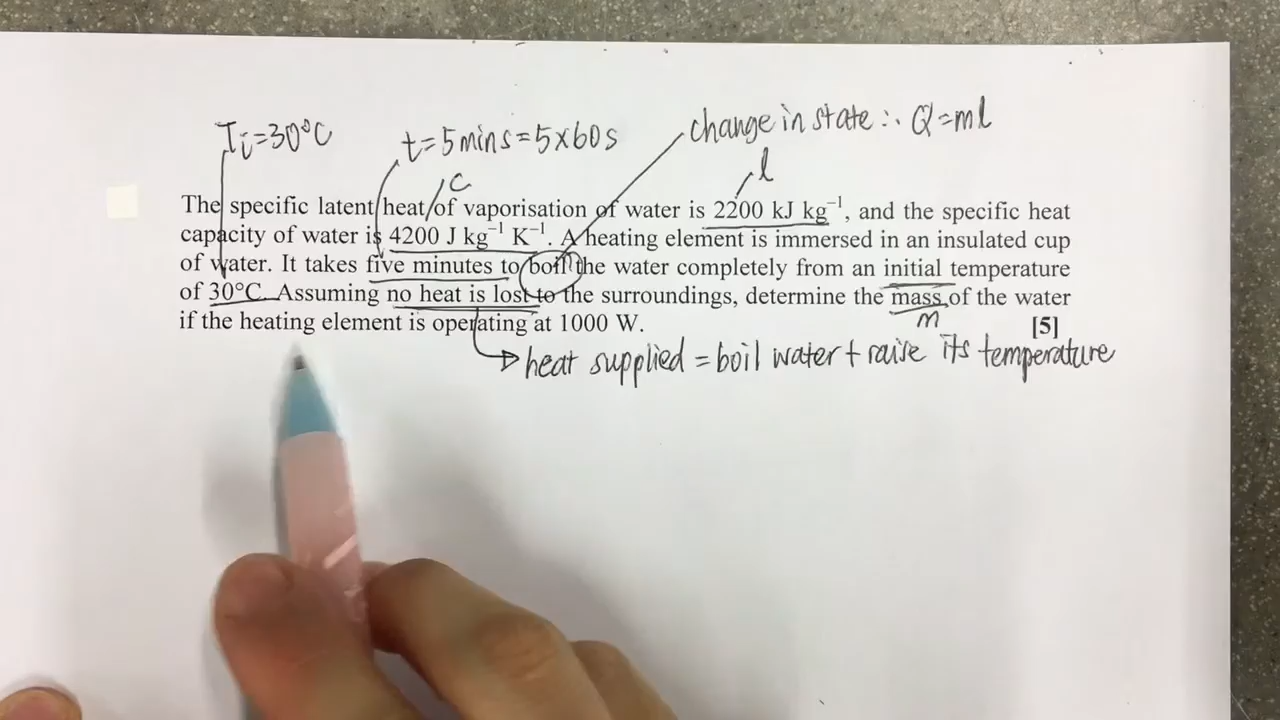 Ti=30°C
t=5mins=5x60s
change in state ∴ Q=ml
c
l
The specific latent heat of vaporisation of water is 2200 kJ kg⁻¹, and the specific heat
capacity of water is 4200 J kg⁻¹ K⁻¹. A heating element is immersed in an insulated cup
of water. It takes five minutes to boil the water completely from an initial temperature
of 30°C. Assuming no heat is lost to the surroundings, determine the mass of the water
if the heating element is operating at 1000 W. [5]
m
heat supplied = boil water + raise its temperature